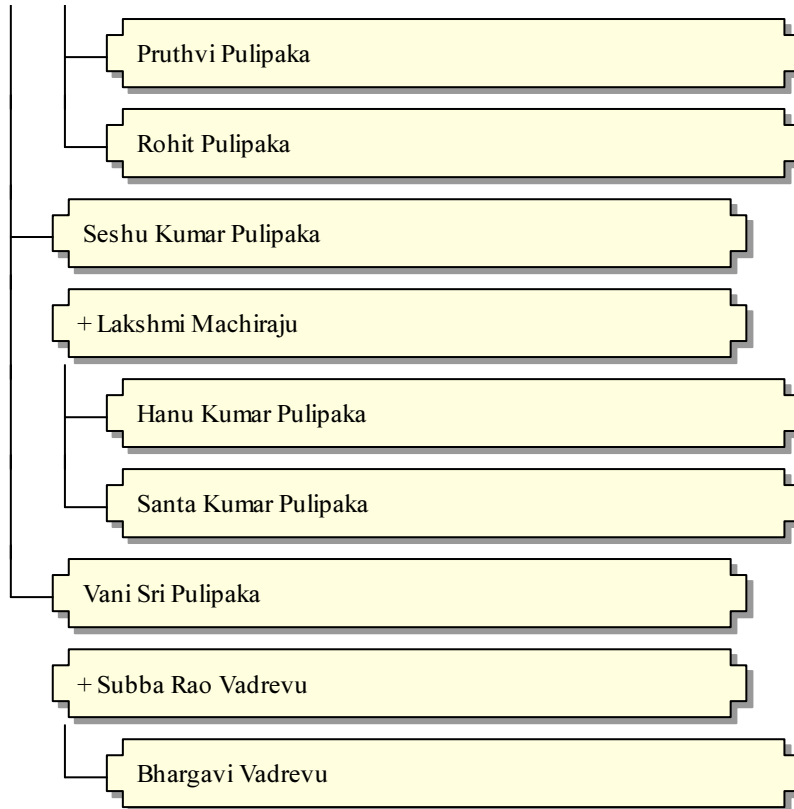 Pruthvi Pulipaka
Rohit Pulipaka
Seshu Kumar Pulipaka
+ Lakshmi Machiraju
Hanu Kumar Pulipaka
Santa Kumar Pulipaka
Vani Sri Pulipaka
+ Subba Rao Vadrevu
Bhargavi Vadrevu